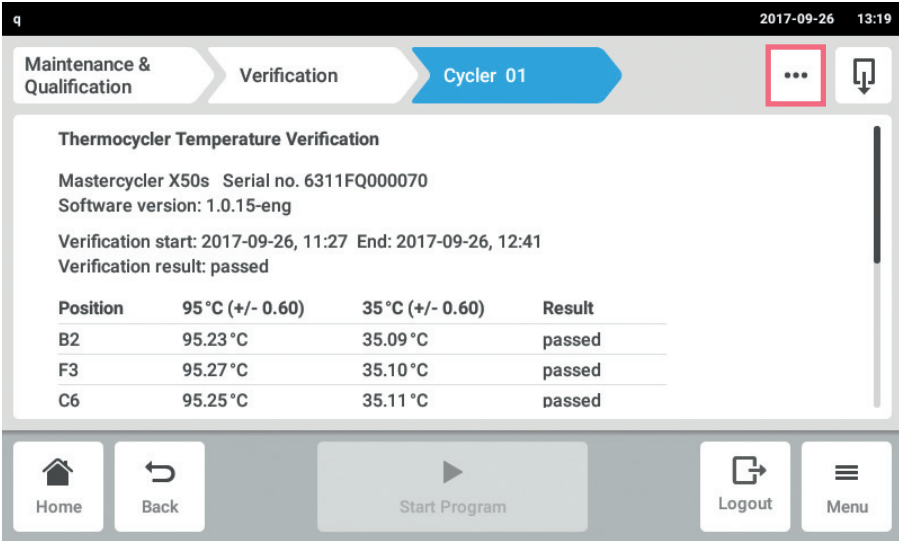 q 2017-09-26 13:19
Maintenance &
Qualification
Verification
Cycler 01
Thermocycler Temperature Verification
Mastercycler X50s Serial no. 6311FQ000070
Software version: 1.0.15-eng
Verification start: 2017-09-26, 11:27 End: 2017-09-26, 12:41
Verification result: passed
Position 95°C (+/- 0.60) 35°C (+/- 0.60) Result
B2 95.23°C 35.09°C passed
F3 95.27°C 35.10°C passed
C6 95.25°C 35.11°C passed
Home Back Start Program Logout Menu